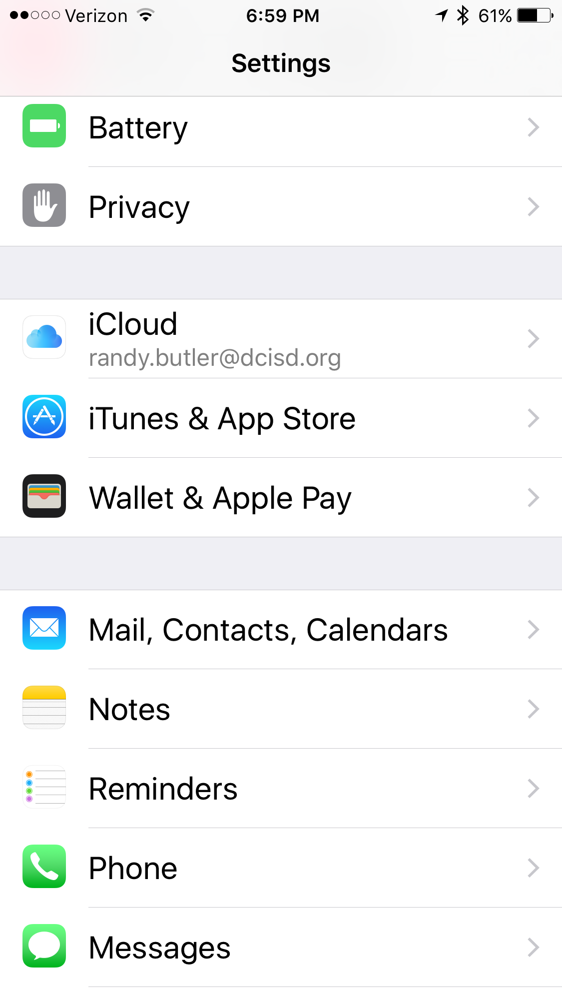 Verizon 6:59 PM 61%
Settings
Battery
Privacy
iCloud
randy.butler@dcisd.org
iTunes & App Store
Wallet & Apple Pay
Mail, Contacts, Calendars
Notes
Reminders
Phone
Messages